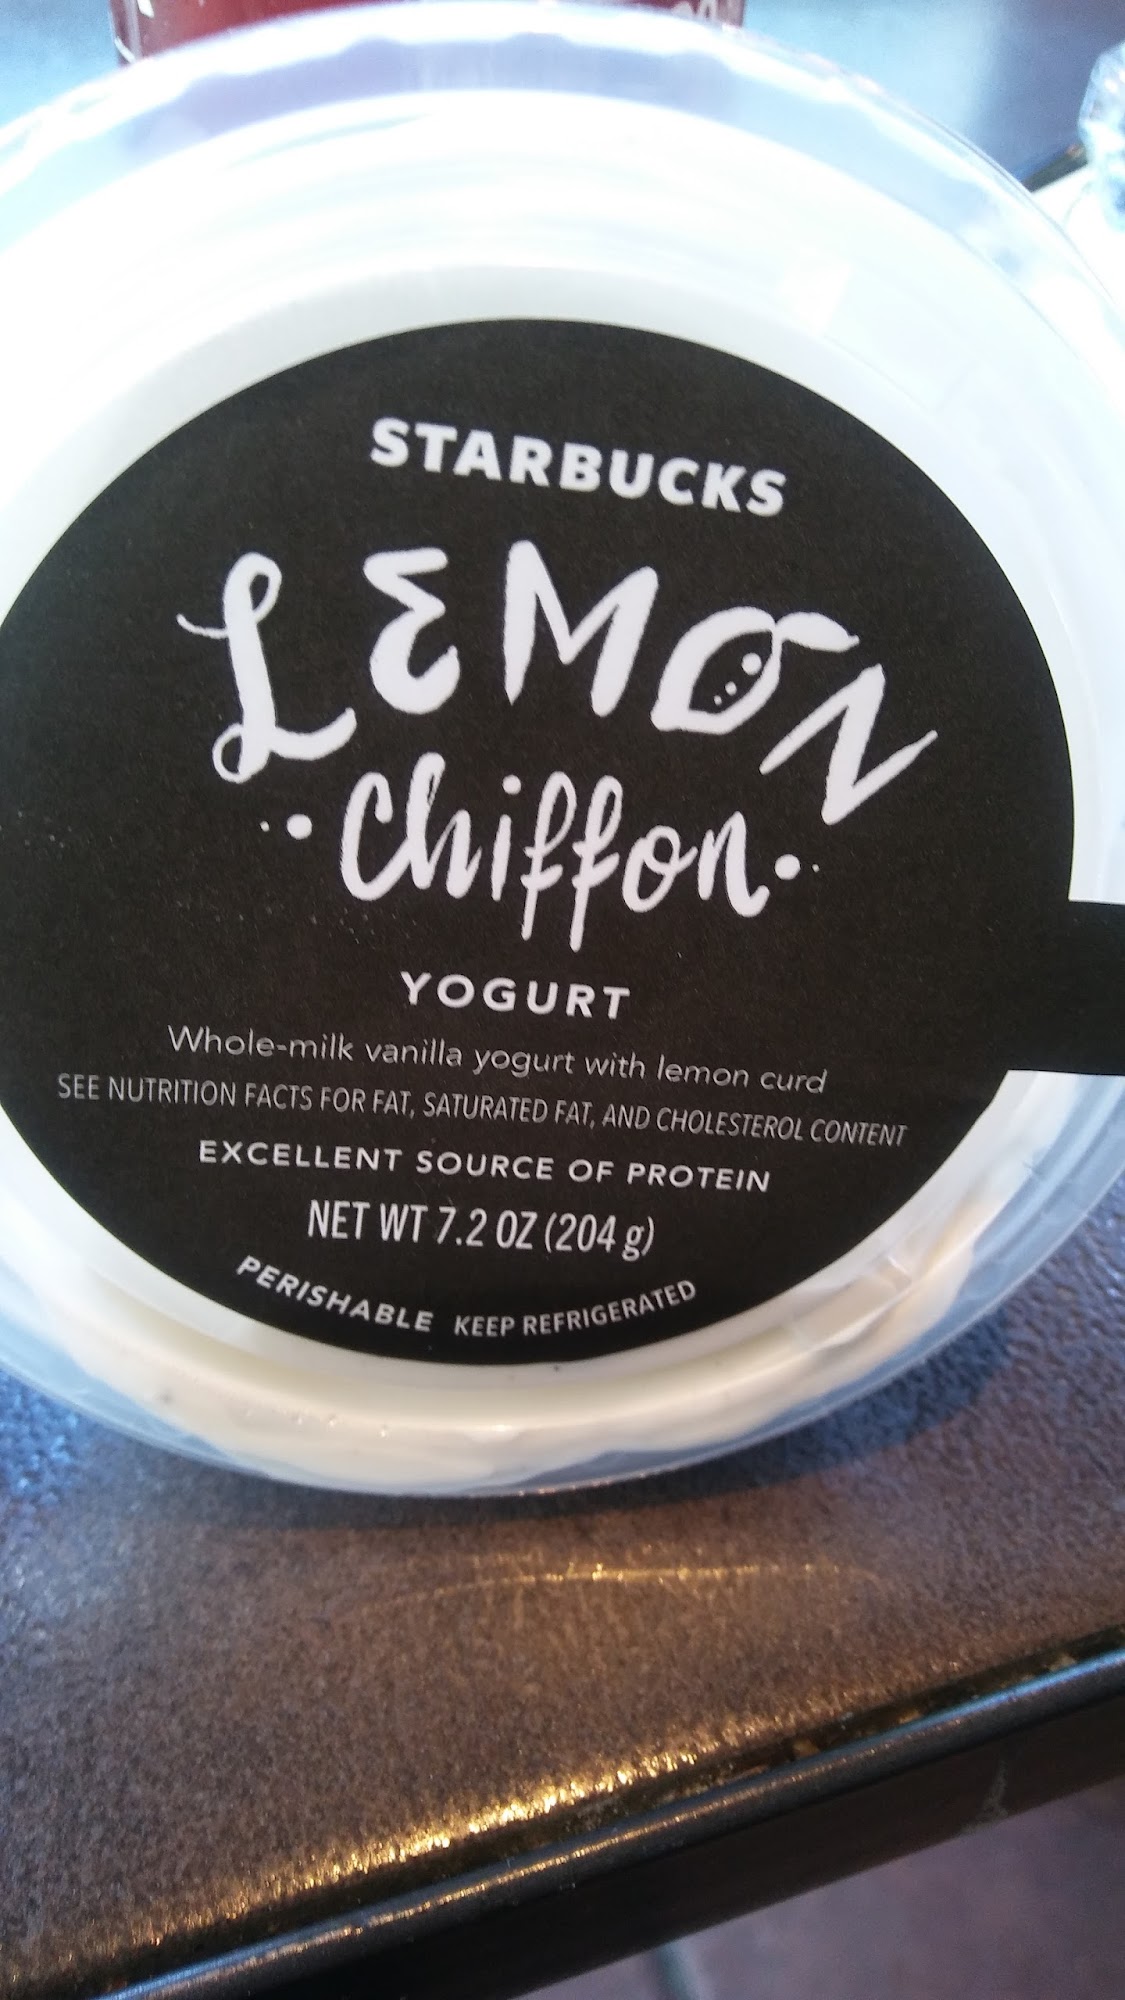 STARBUCKS
LEMON
Chiffon
YOGURT
Whole-milk vanilla yogurt with lemon curd
SEE NUTRITION FACTS FOR FAT, SATURATED FAT, AND CHOLESTEROL CONTENT
EXCELLENT SOURCE OF PROTEIN
NET WT 7.2 OZ (204 g)
PERISHABLE KEEP REFRIGERATED